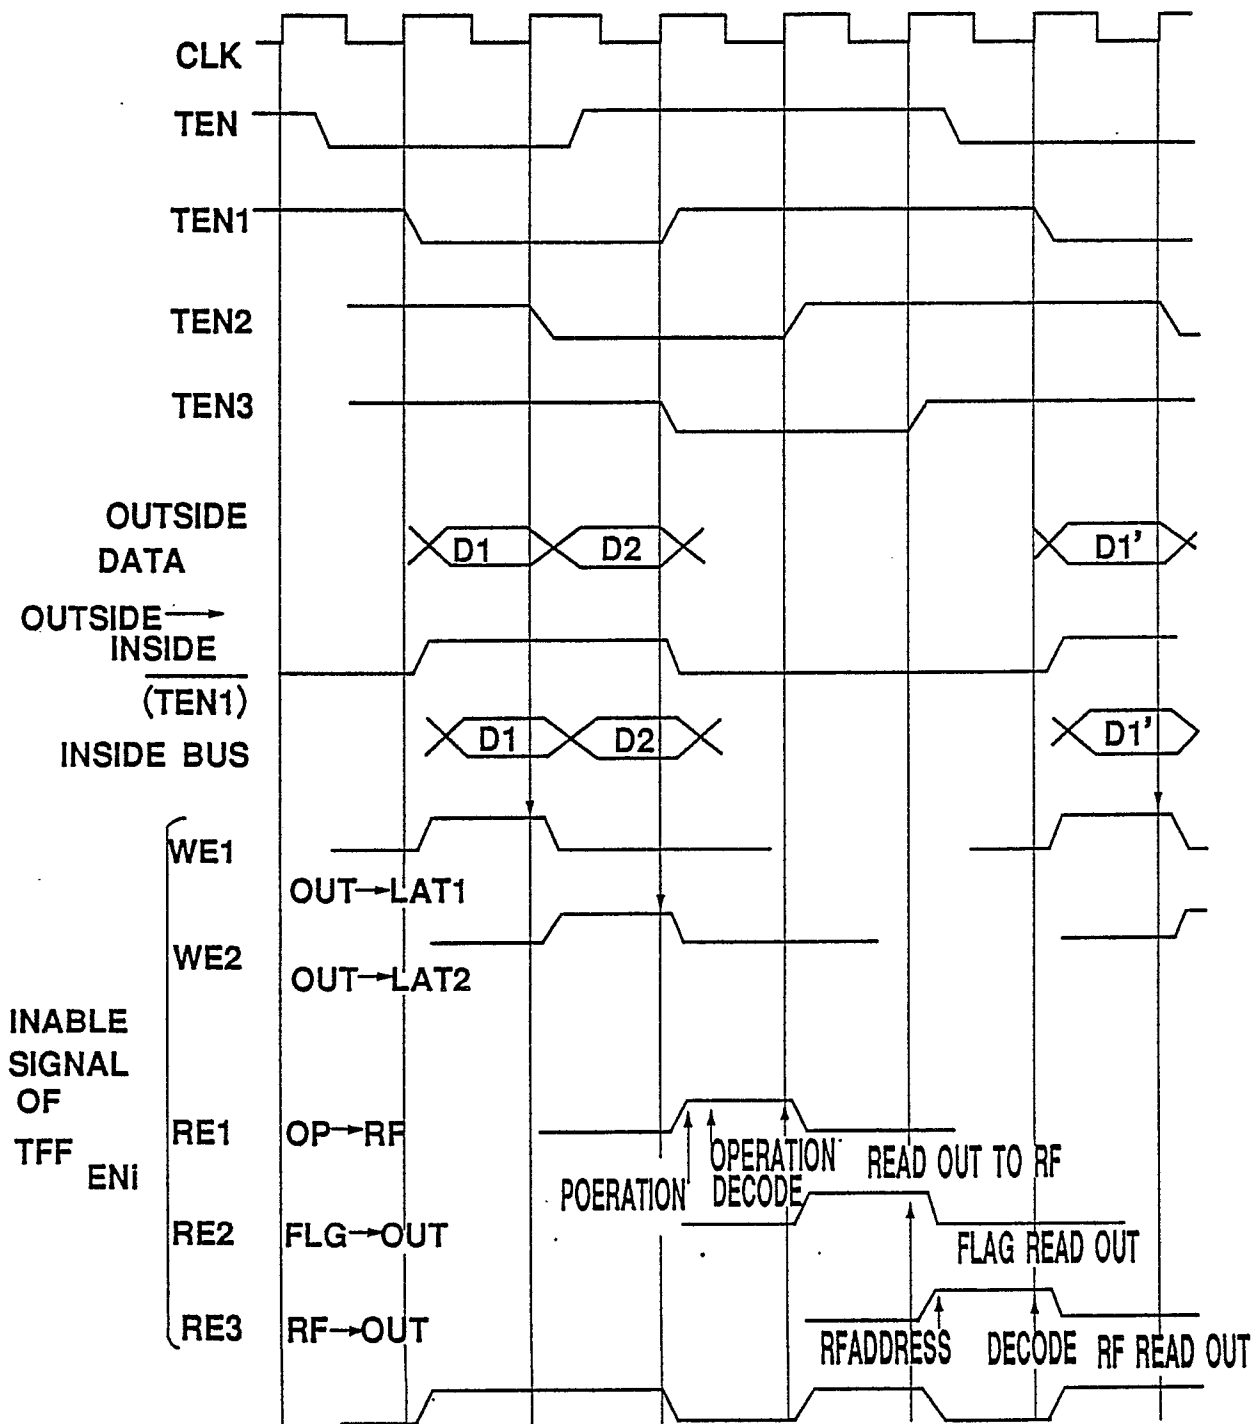 CLK
TEN
TEN1
TEN2
TEN3
OUTSIDE
DATA
D1 D2 D1'
OUTSIDE→
INSIDE
(TEN1)
INSIDE BUS
D1 D2 D1'
WE1
OUT→LAT1
WE2
OUT→LAT2
INABLE
SIGNAL
OF
TFF
ENi
RE1 OP→RF
OPERATION READ OUT TO RF
POERATION DECODE
RE2 FLG→OUT
FLAG READ OUT
RE3 RF→OUT
RFADDRESS DECODE RF READ OUT